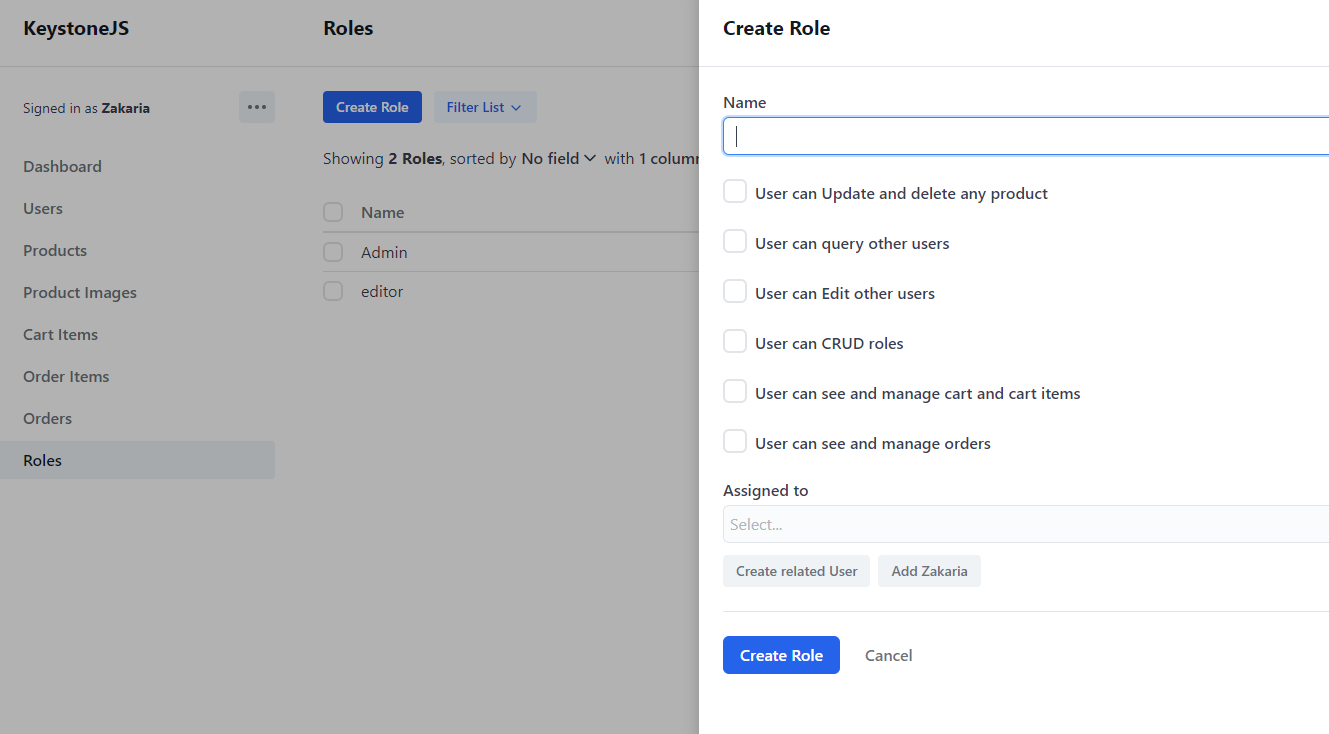 KeystoneJS
Signed in as Zakaria
Dashboard
Users
Products
Product Images
Cart Items
Order Items
Orders
Roles
Roles
Create Role
Filter List
Showing 2 Roles, sorted by No field with 1 column
Name
Admin
editor
Create Role
Name
User can Update and delete any product
User can query other users
User can Edit other users
User can CRUD roles
User can see and manage cart and cart items
User can see and manage orders
Assigned to
Select...
Create related User
Add Zakaria
Create Role
Cancel